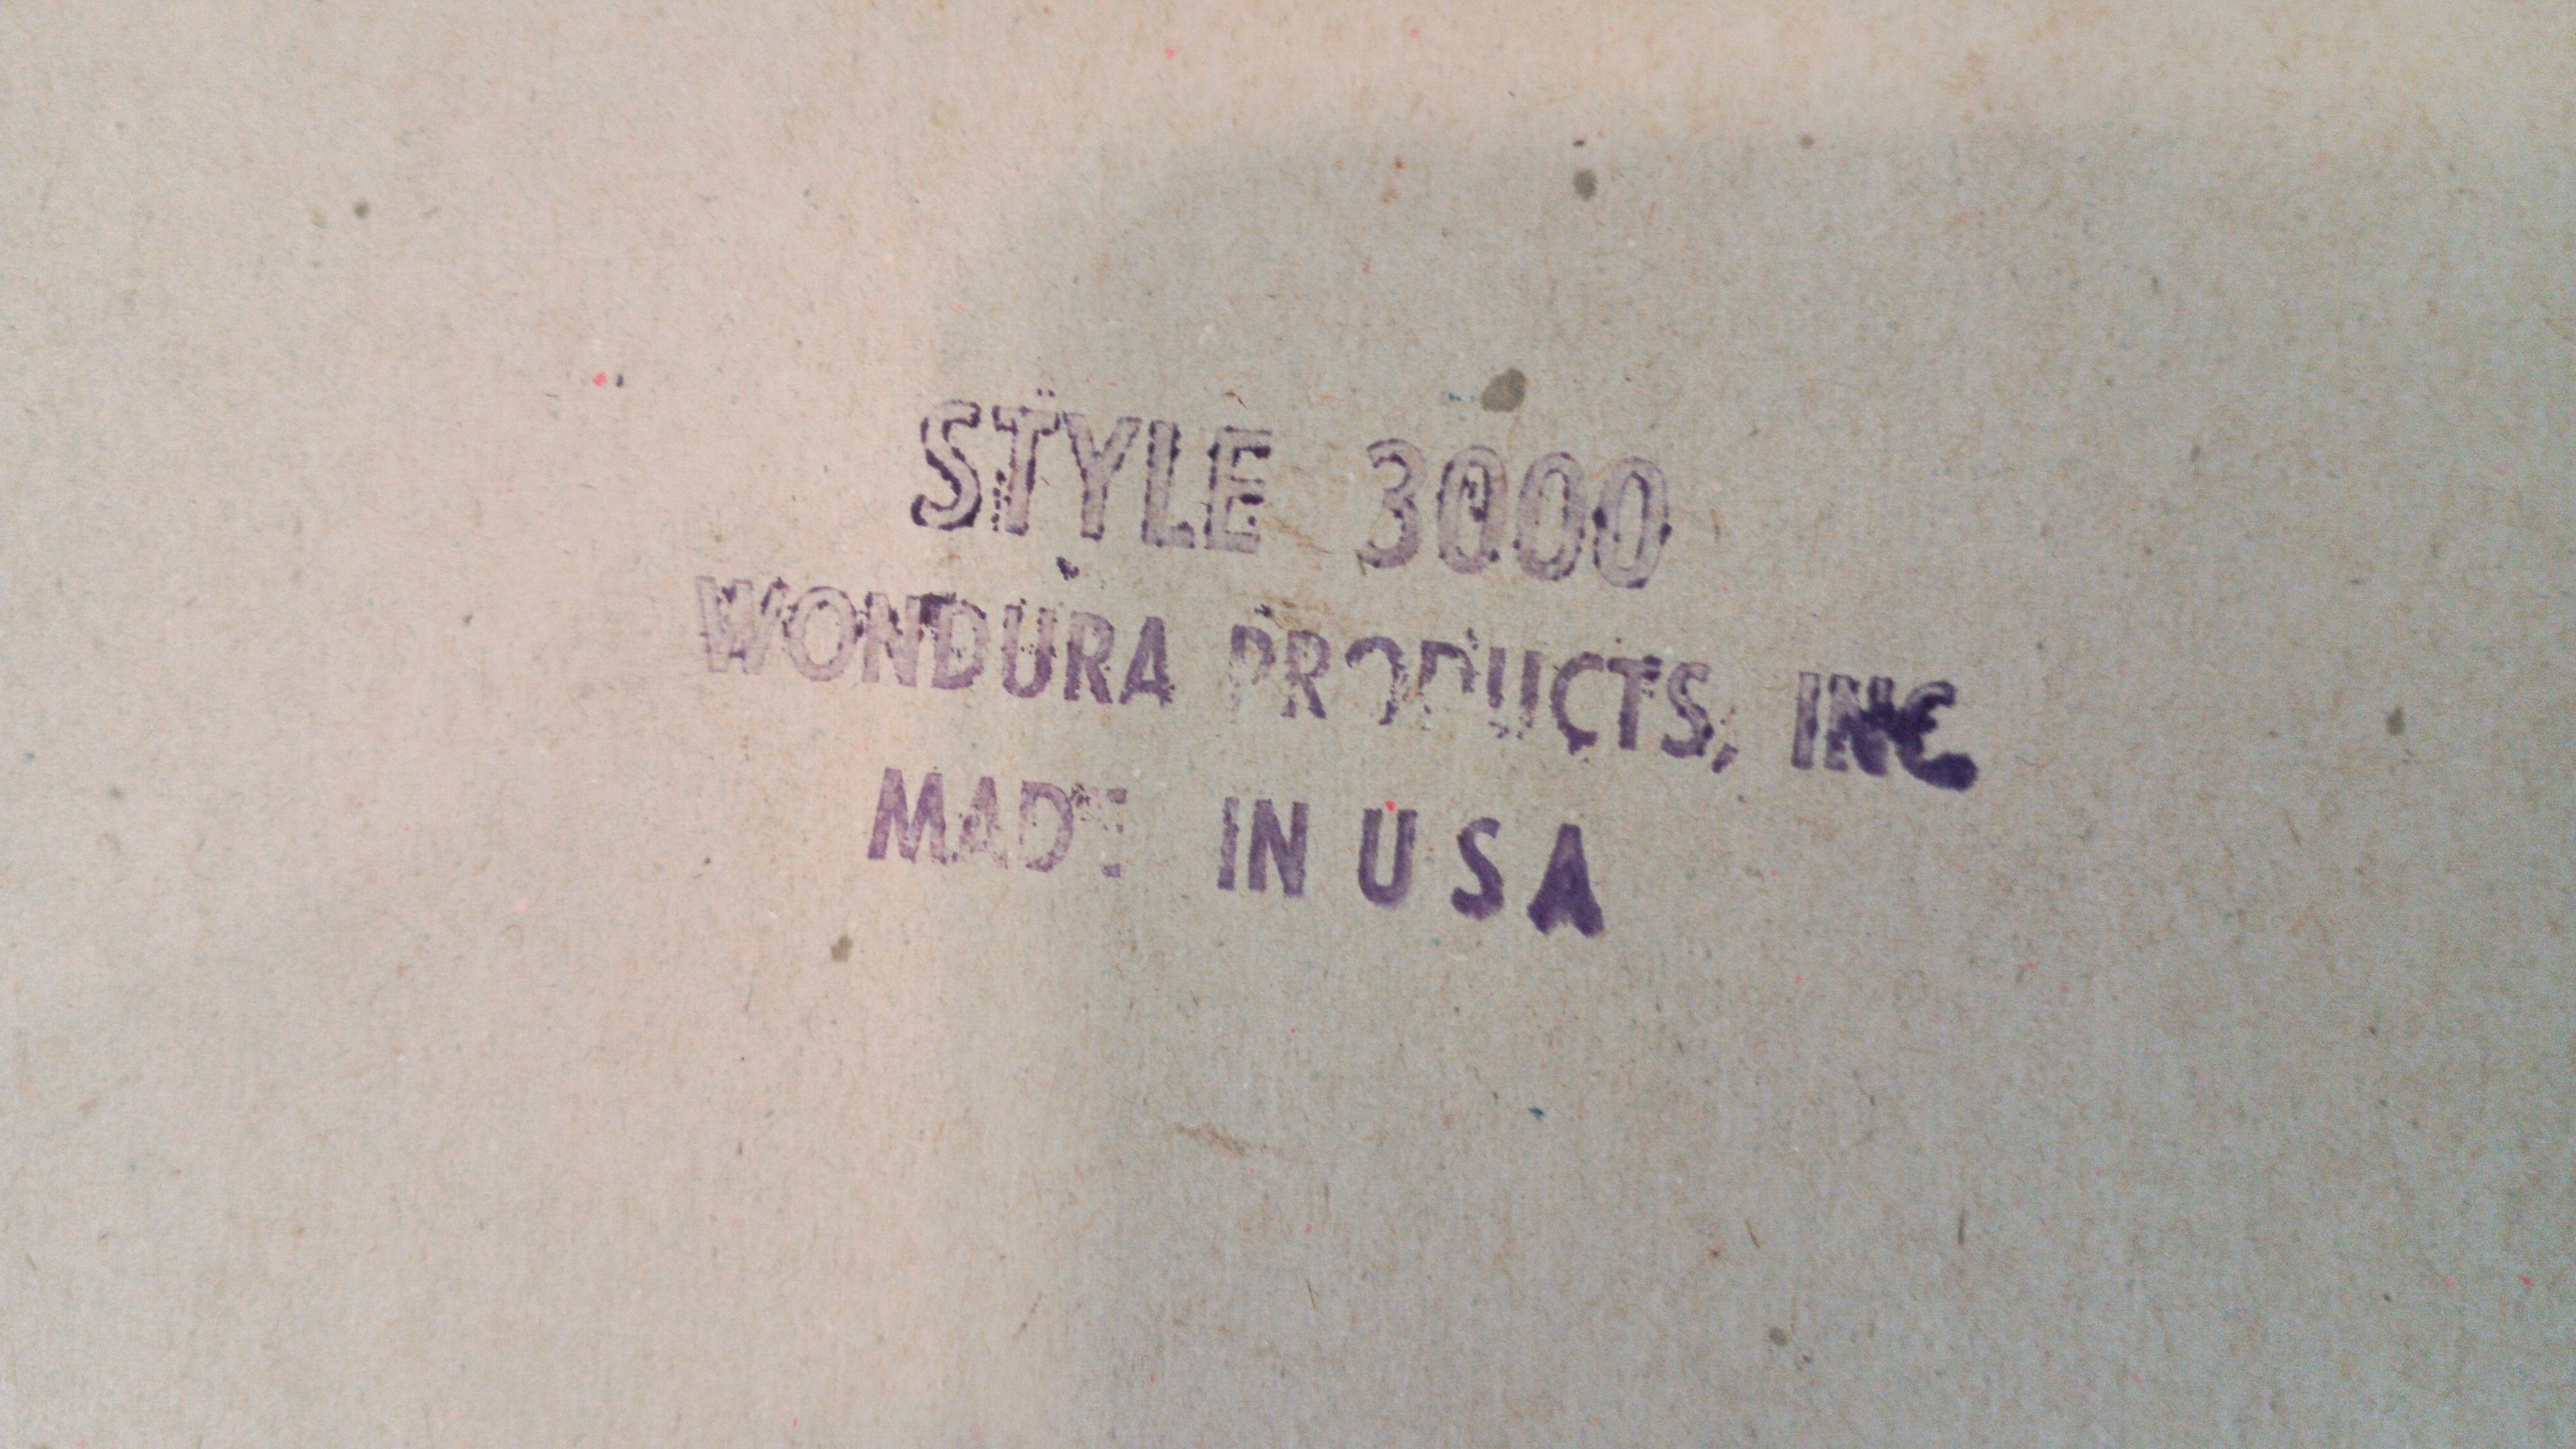 STYLE 3000
WONDURA PRODUCTS, INC
MADE IN USA